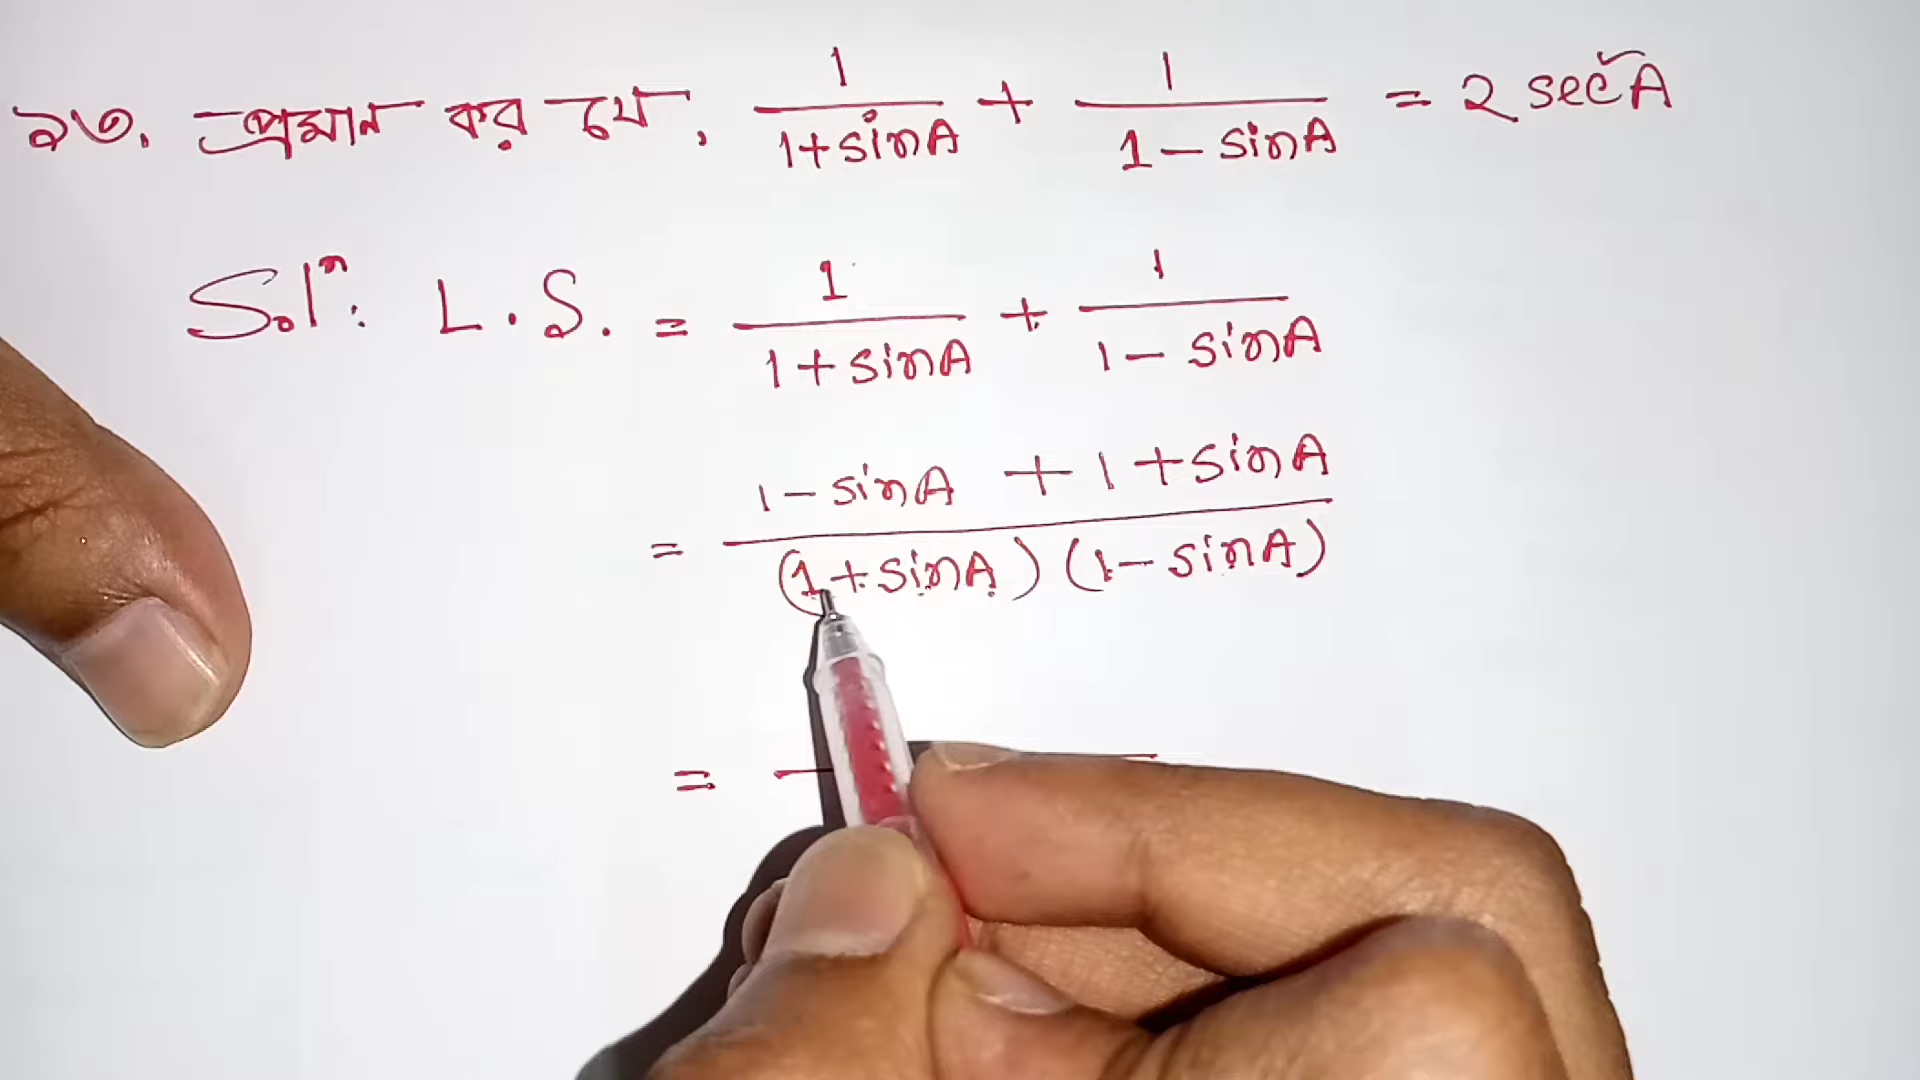 ১৩. প্রমান কর যে, 1/(1+sinA) + 1/(1-sinA) = 2 sec²A
Solⁿ: L.S. = 1/(1+sinA) + 1/(1-sinA)
= (1-sinA + 1+sinA)/((1+sinA)(1-sinA))
=